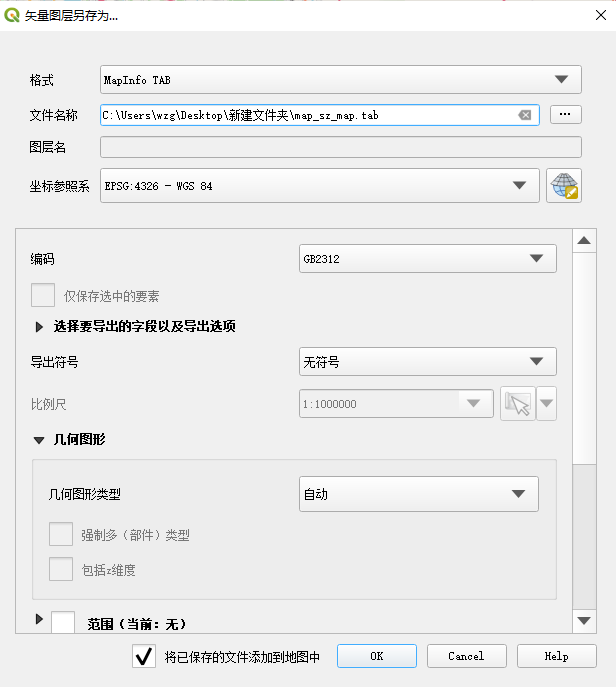 矢量图层另存为...
格式 MapInfo TAB
文件名称 C:\Users\wzg\Desktop\新建文件夹\map_sz_map.tab ...
图层名
坐标参照系 EPSG:4326 - WGS 84
编码 GB2312
仅保存选中的要素
选择要导出的字段以及导出选项
导出符号 无符号
比例尺 1:1000000
几何图形
几何图形类型 自动
强制多（部件）类型
包括z维度
范围（当前：无）
将已保存的文件添加到地图中 OK Cancel Help